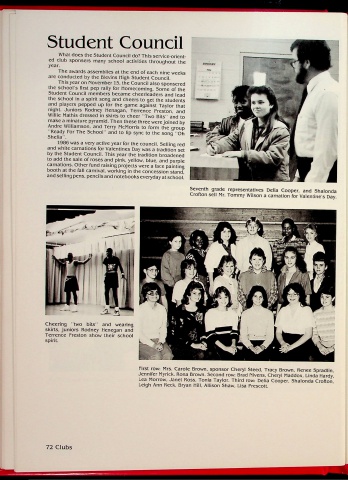 Student Council
What does the Student Council do? This service-orient-
ed club sponsors many school activities throughout the
year.
The awards assemblies at the end of each nine weeks
are conducted by the Blevins High Student Council.
This year on November 15, the Council also sponsored
the school's first pep rally for Homecoming. Some of the
Student Council members became cheerleaders and lead
the school in a spirit song and cheers to get the students
and players pepped up for the game against Taylor that
night. Juniors Rodney Henegan, Terrence Preston, and
Willie Mathis dressed in skirts to cheer "Two Bits" and to
make a miniature pyramid. Then these three were joined by
Andre Williamson, and Terry McPherris to form the group
"Ready For The School" and to lip sync to the song "Oh
Sheila".
1986 was a very active year for the council. Selling red
and white carnations for Valentines Day was a tradition set
by the Student Council. This year the tradition broadened
to add the sale of roses and pink, yellow, blue, and purple
carnations. Other fund raising projects were a face painting
booth at the fall carnival, working in the concession stand,
and selling pens, pencils and notebooks everyday at school.
Seventh grade representatives Delia Cooper, and Shalonda
Crofton sell Mr. Tommy Wilson a carnation for Valentine's Day.
Cheering "two bits" and wearing
skirts, juniors Rodney Henegan and
Terrence Preston show their school
spirit.
First row: Mrs. Carole Brown, sponsor Cheryl Steed, Tracy Brown, Renee Spradlin,
Jennifer Myrick, Rosa Brown. Second row: Brad Nivens, Cheryl Maddox, Linda Hardy,
Lea Morrow, Janet Ross, Tonia Taylor. Third row: Delia Cooper, Shalonda Crofton,
Leigh Ann Reck, Bryan Hill, Allison Shaw, Lisa Prescott.
72 Clubs